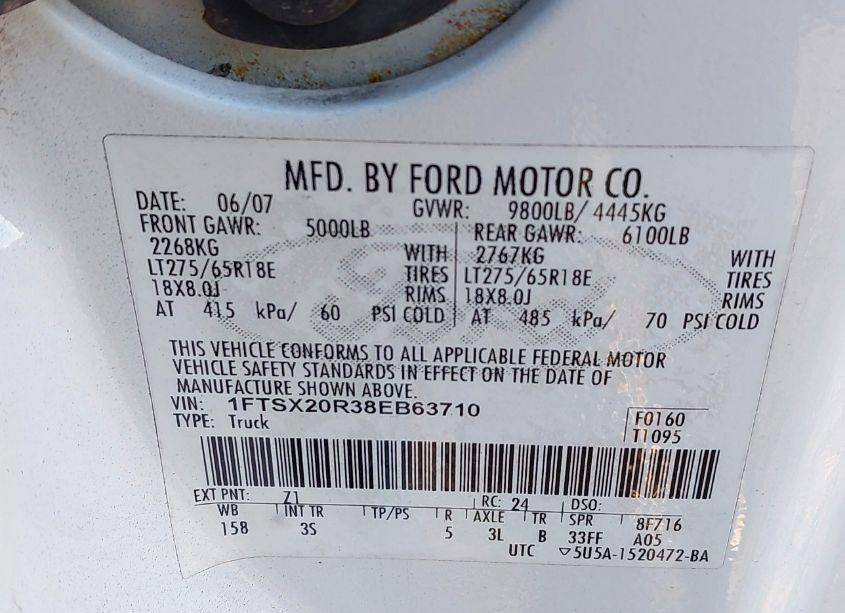 MFD. BY FORD MOTOR CO.
DATE: 06/07 GVWR: 9800LB/ 4445KG
FRONT GAWR: 5000LB REAR GAWR: 6100LB
2268KG WITH 2767KG WITH
LT275/65R18E TIRES LT275/65R18E TIRES
18X8.0J RIMS 18X8.0J RIMS
AT 415 kPa/ 60 PSI COLD AT 485 kPa/ 70 PSI COLD
THIS VEHICLE CONFORMS TO ALL APPLICABLE FEDERAL MOTOR
VEHICLE SAFETY STANDARDS IN EFFECT ON THE DATE OF
MANUFACTURE SHOWN ABOVE.
VIN: 1FTSX20R38EB63710
TYPE: Truck
F0160
T1095
EXT PNT: Z1 RC: 24 DSO:
WB INT TR TP/PS R AXLE TR SPR 8F716
158 3S 5 3L B 33FF A05
UTC ▽5U5A-1520472-BA